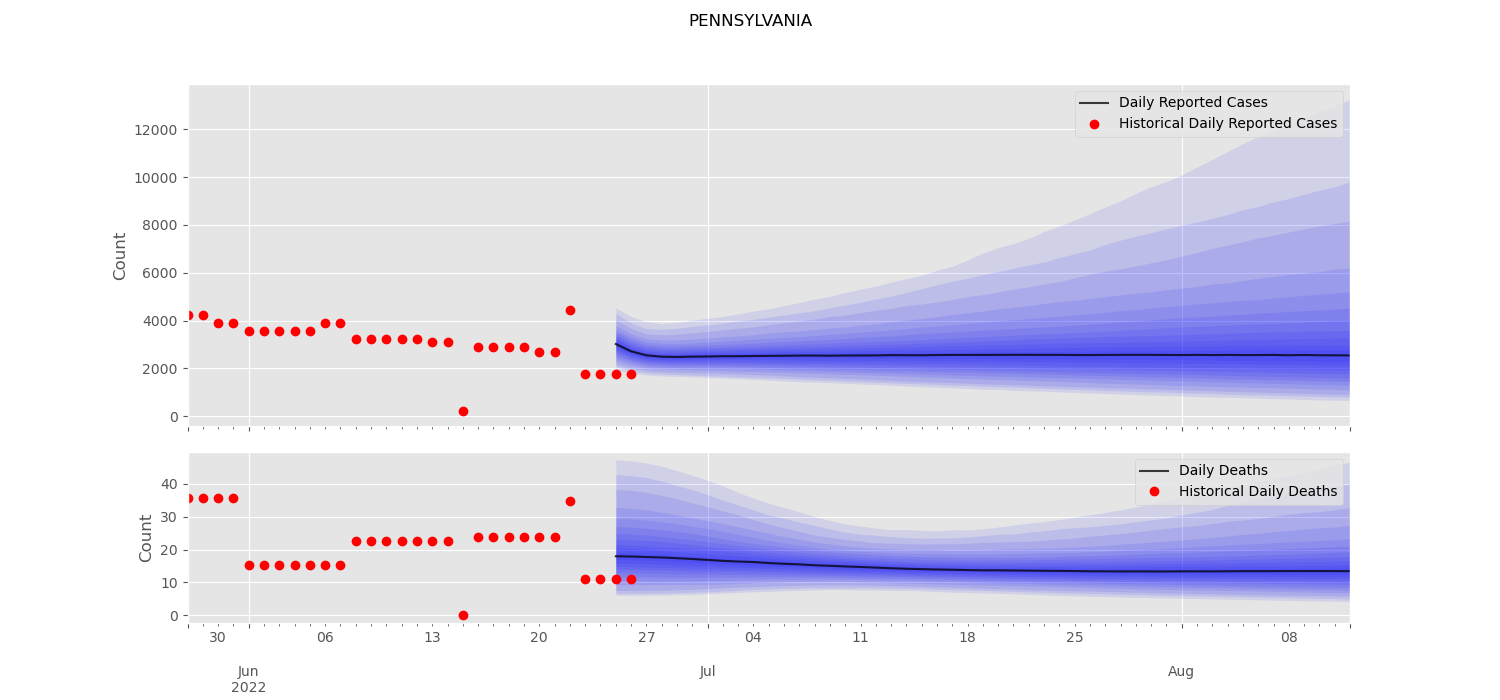 PENNSYLVANIA
Daily Reported Cases
Historical Daily Reported Cases
Count
12000
10000
8000
6000
4000
2000
0
Daily Deaths
Historical Daily Deaths
Count
40
30
20
10
0
30 06 13 20 27 04 11 18 25 08
Jun Jul Aug
2022